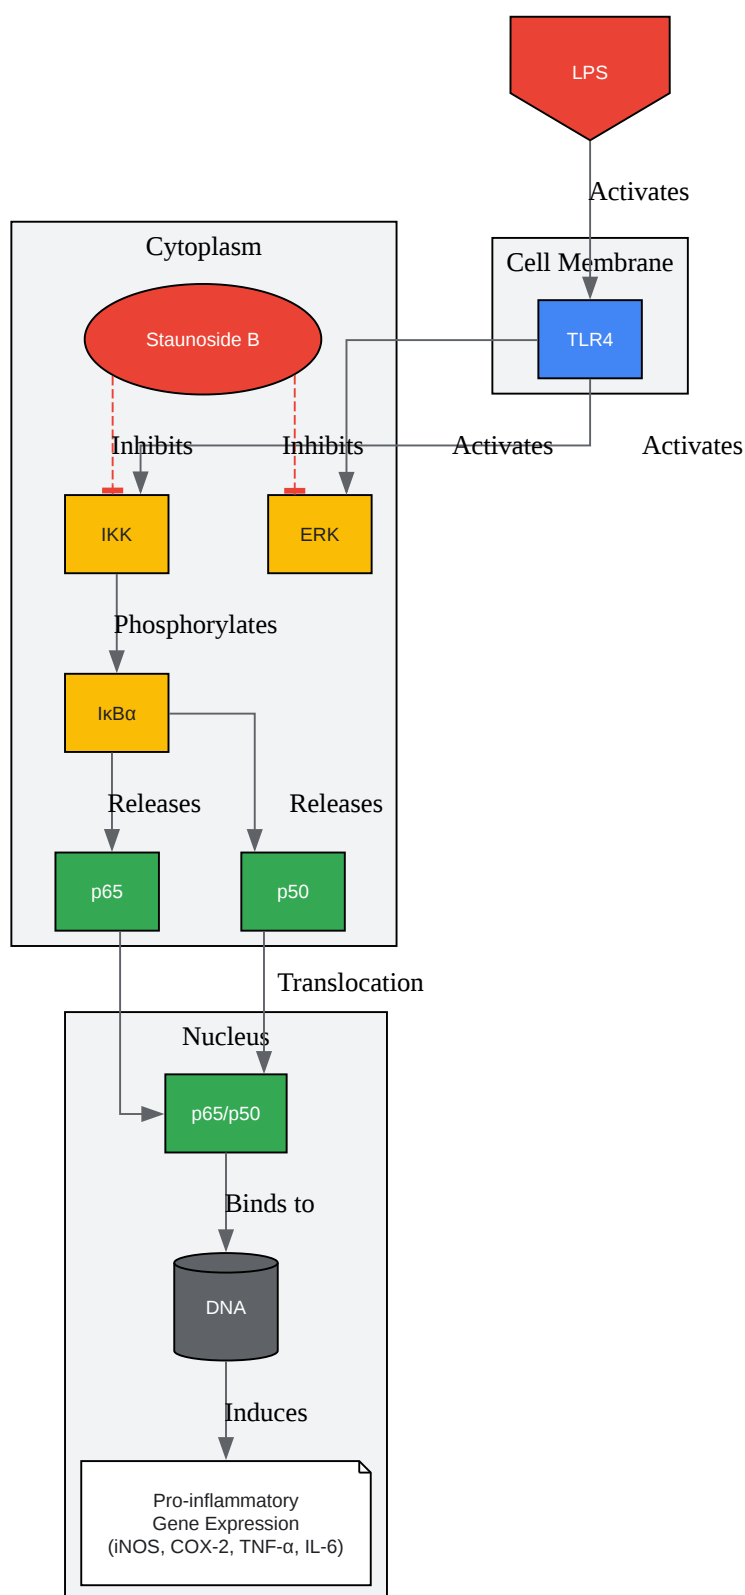 LPS
Activates
Cytoplasm
Cell Membrane
Staunoside B
TLR4
Inhibits
Inhibits
Activates
Activates
IKK
ERK
Phosphorylates
IκBα
Releases
Releases
p65
p50
Translocation
Nucleus
p65/p50
Binds to
DNA
Induces
Pro-inflammatory
Gene Expression
(iNOS, COX-2, TNF-α, IL-6)